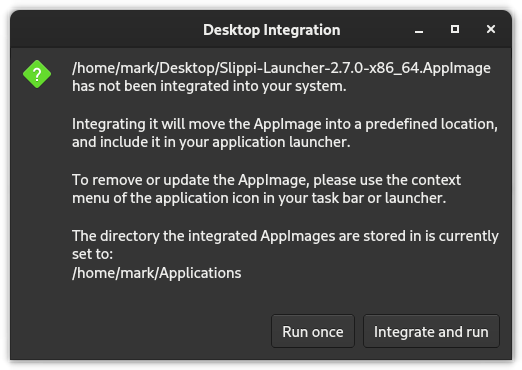 Desktop Integration
/home/mark/Desktop/Slippi-Launcher-2.7.0-x86_64.AppImage
has not been integrated into your system.
Integrating it will move the AppImage into a predefined location,
and include it in your application launcher.
To remove or update the AppImage, please use the context
menu of the application icon in your task bar or launcher.
The directory the integrated AppImages are stored in is currently
set to:
/home/mark/Applications
Run once
Integrate and run